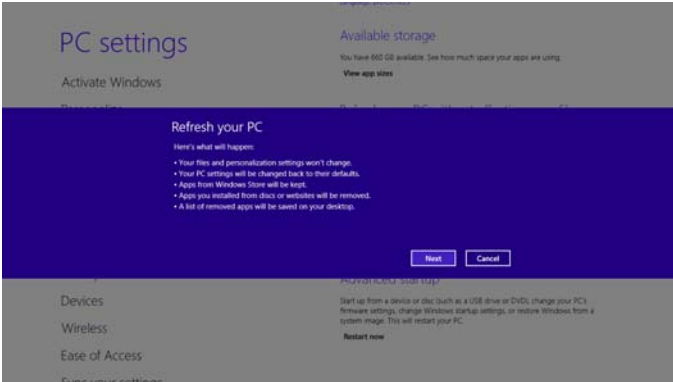 PC settings
Activate Windows
Devices
Wireless
Ease of Access
Available storage
You have 660 GB available. See how much space your apps are using.
View app sizes
Refresh your PC
Here's what will happen:
• Your files and personalization settings won't change.
• Your PC settings will be changed back to their defaults.
• Apps from Windows Store will be kept.
• Apps you installed from discs or websites will be removed.
• A list of removed apps will be saved on your desktop.
Next Cancel
Advanced startup
Start up from a device or disc (such as a USB drive or DVD), change your PC's
firmware settings, change Windows startup settings, or restore Windows from a
system image. This will restart your PC.
Restart now